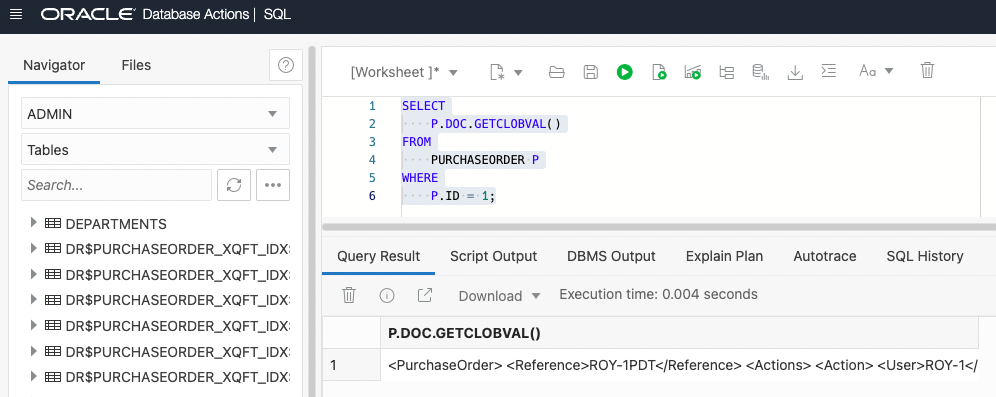 ORACLE Database Actions | SQL
Navigator
Files
ADMIN
Tables
Search...
DEPARTMENTS
DR$PURCHASEORDER_XQFT_IDX
DR$PURCHASEORDER_XQFT_IDX
DR$PURCHASEORDER_XQFT_IDX
DR$PURCHASEORDER_XQFT_IDX
DR$PURCHASEORDER_XQFT_IDX
DR$PURCHASEORDER_XQFT_IDX
[Worksheet ]*
Aa
1 SELECT
2 P.DOC.GETCLOBVAL()
3 FROM
4 PURCHASEORDER P
5 WHERE
6 P.ID = 1;
Query Result Script Output DBMS Output Explain Plan Autotrace SQL History
Download Execution time: 0.004 seconds
P.DOC.GETCLOBVAL()
1 <PurchaseOrder> <Reference>ROY-1PDT</Reference> <Actions> <Action> <User>ROY-1</